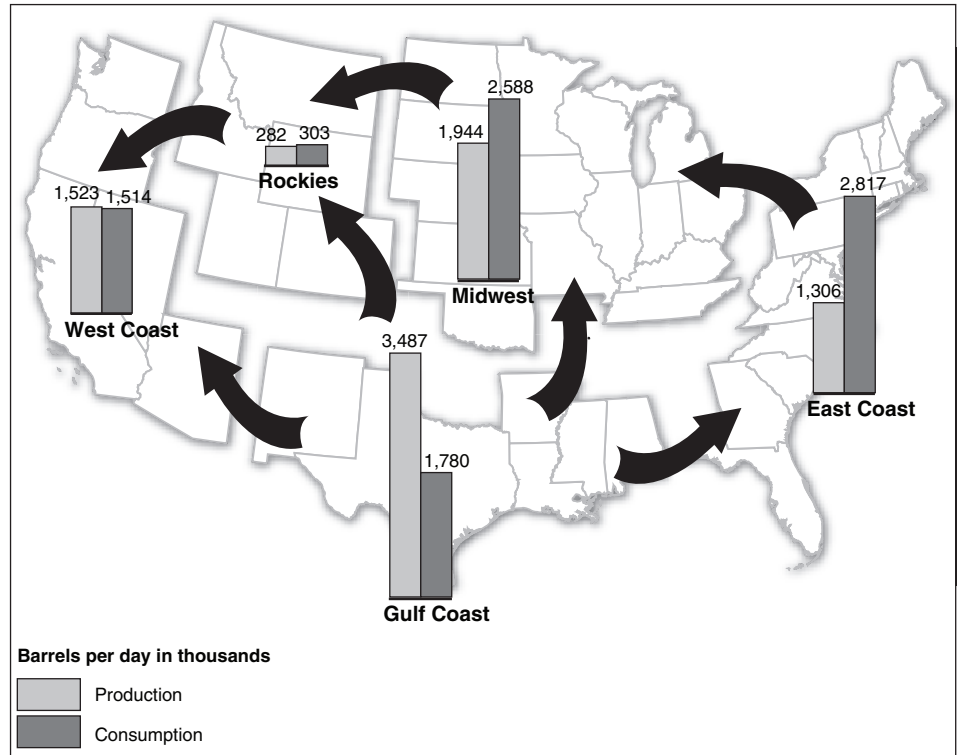 2,588
1,944
282 303
Rockies
2,817
1,523 1,514
Midwest
1,306
West Coast
3,487
East Coast
1,780
Gulf Coast
Barrels per day in thousands
Production
Consumption